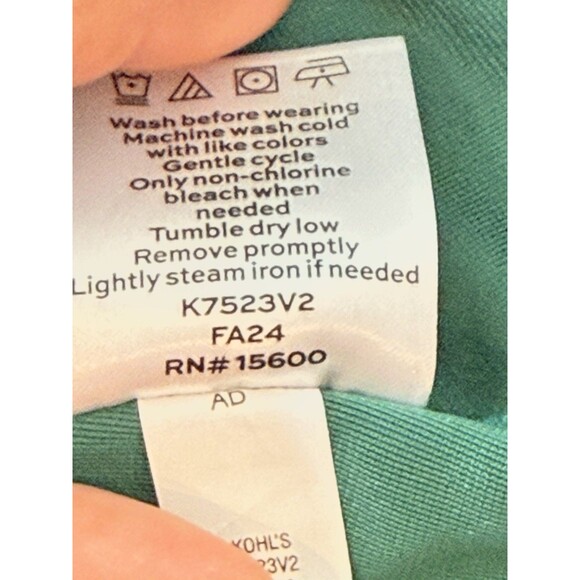 Wash before wearing
Machine wash cold
with like colors
Gentle cycle
Only non-chlorine
bleach when
needed
Tumble dry low
Remove promptly
Lightly steam iron if needed
K7523V2
FA24
RN# 15600
AD
KOHL'S
23V2